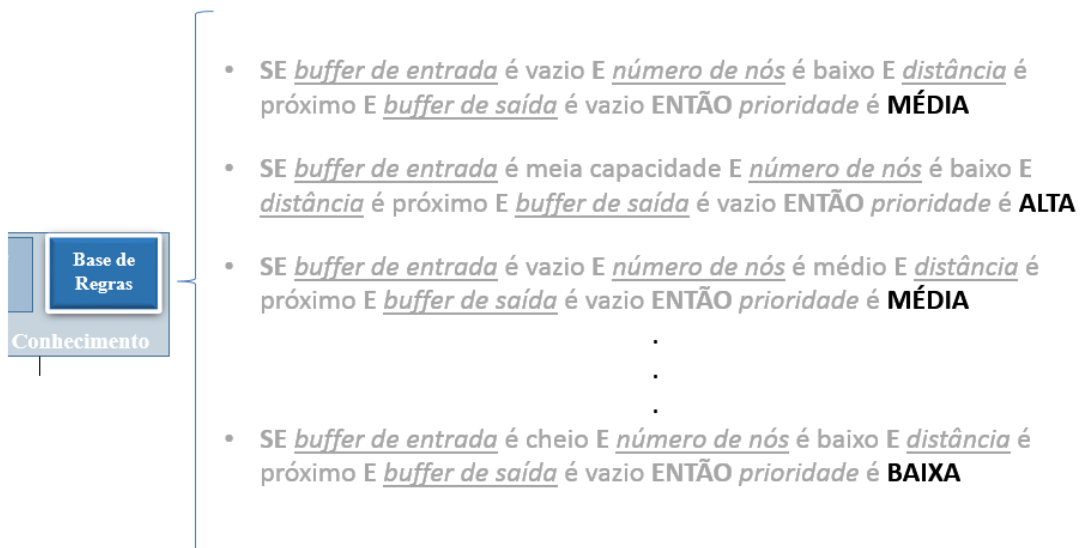 • SE buffer de entrada é vazio E número de nós é baixo E distância é
próximo E buffer de saída é vazio ENTÃO prioridade é MÉDIA
• SE buffer de entrada é meia capacidade E número de nós é baixo E
distância é próximo E buffer de saída é vazio ENTÃO prioridade é ALTA
Base de
Regras
Conhecimento
• SE buffer de entrada é vazio E número de nós é médio E distância é
próximo E buffer de saída é vazio ENTÃO prioridade é MÉDIA
.
.
.
• SE buffer de entrada é cheio E número de nós é baixo E distância é
próximo E buffer de saída é vazio ENTÃO prioridade é BAIXA